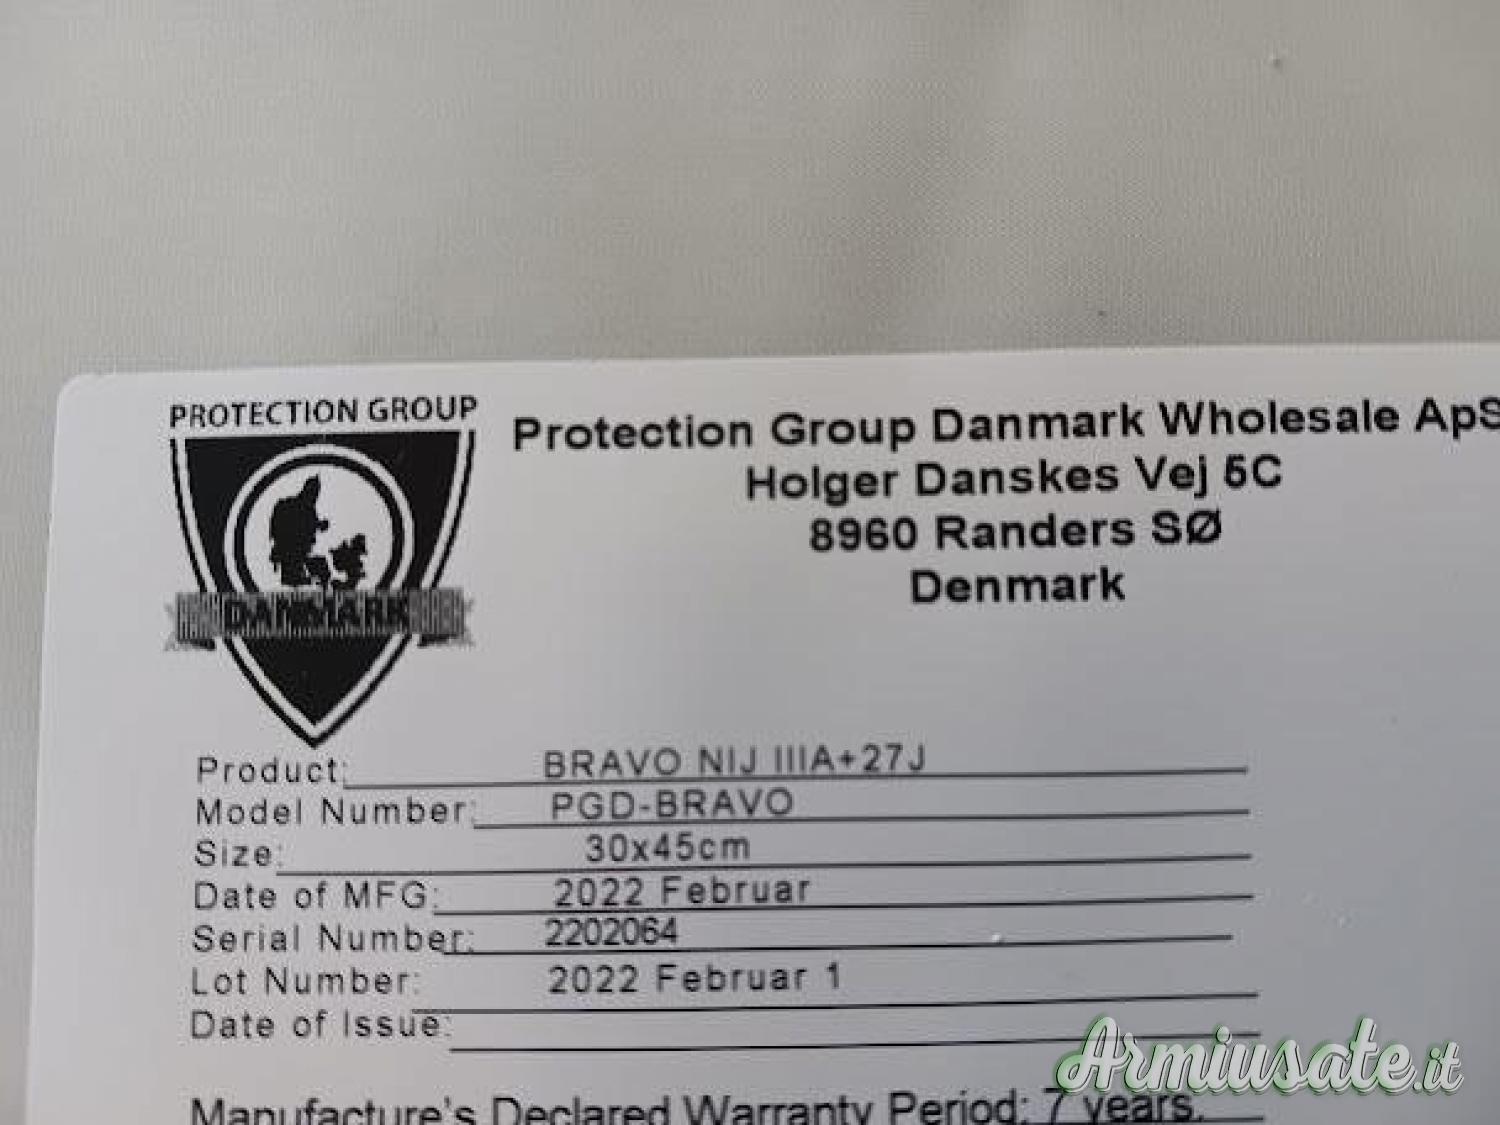 PROTECTION GROUP
DANMARK
Protection Group Danmark Wholesale ApS
Holger Danskes Vej 5C
8960 Randers SØ
Denmark
Product: BRAVO NIJ IIIA+27J
Model Number: PGD-BRAVO
Size: 30x45cm
Date of MFG: 2022 Februar
Serial Number: 2202064
Lot Number: 2022 Februar 1
Date of Issue:
Manufacture's Declared Warranty Period: 7 years.
Armiusate.it